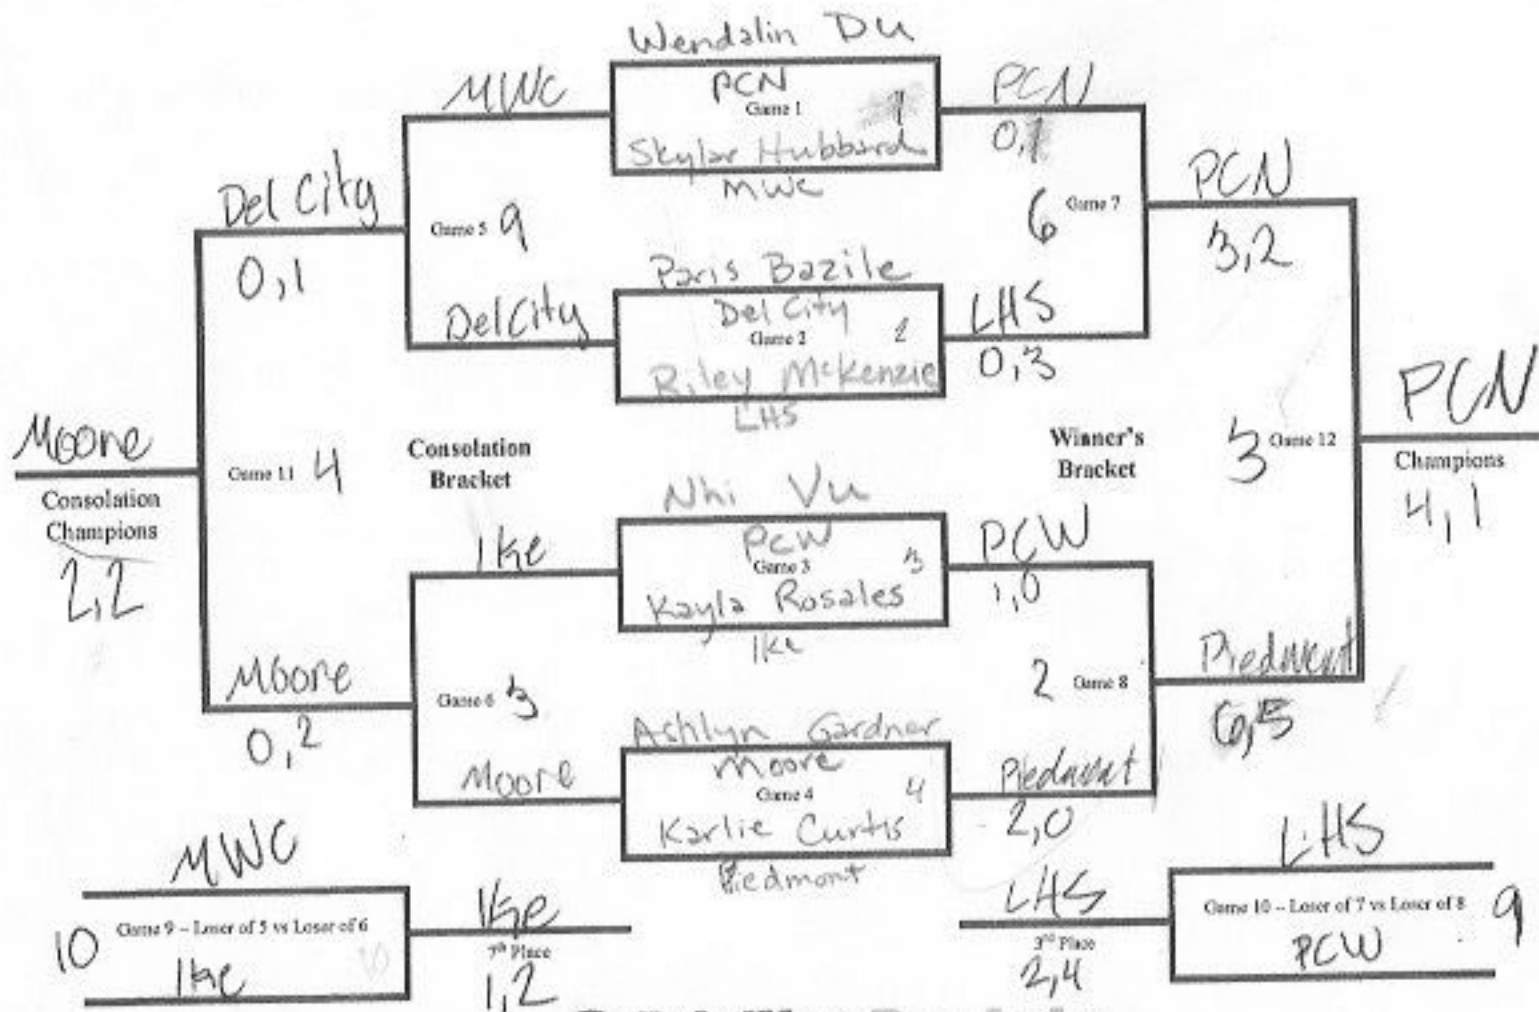 Wendalin Du
MWC
PCN
Game 1
1
Skylar Hubbard
MWC
PCN
0,1
Del City
0,1
Game 5 9
6 Game 7
PCN
3,2
Paris Bazile
DelCity
Del City
Game 2
2
Riley McKenzie
LHS
LHS
0,3
Moore
Consolation
Champions
2,2
Game 11 4
Consolation
Bracket
Winner's
Bracket
3 Game 12
PCN
Champions
4,1
Nhi Vu
Ike
PCW
Game 3
3
Kayla Rosales
Ike
PCW
1,0
Moore
0,2
Game 6 3
2 Game 8
Piedmont
6,5
Ashlyn Gardner
Moore
Moore
Game 4
4
Karlie Curtis
Piedmont
Piedmont
2,0
MWC
10 Game 9 – Loser of 5 vs Loser of 6
Ike
Ike
7th Place
1,2
LHS
3rd Place
2,4
LHS
Game 10 – Loser of 7 vs Loser of 8 9
PCW